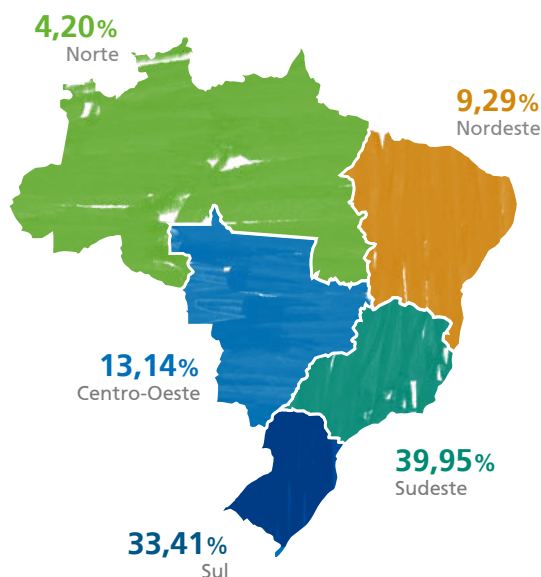 4,20%
Norte
9,29%
Nordeste
13,14%
Centro-Oeste
39,95%
Sudeste
33,41%
Sul